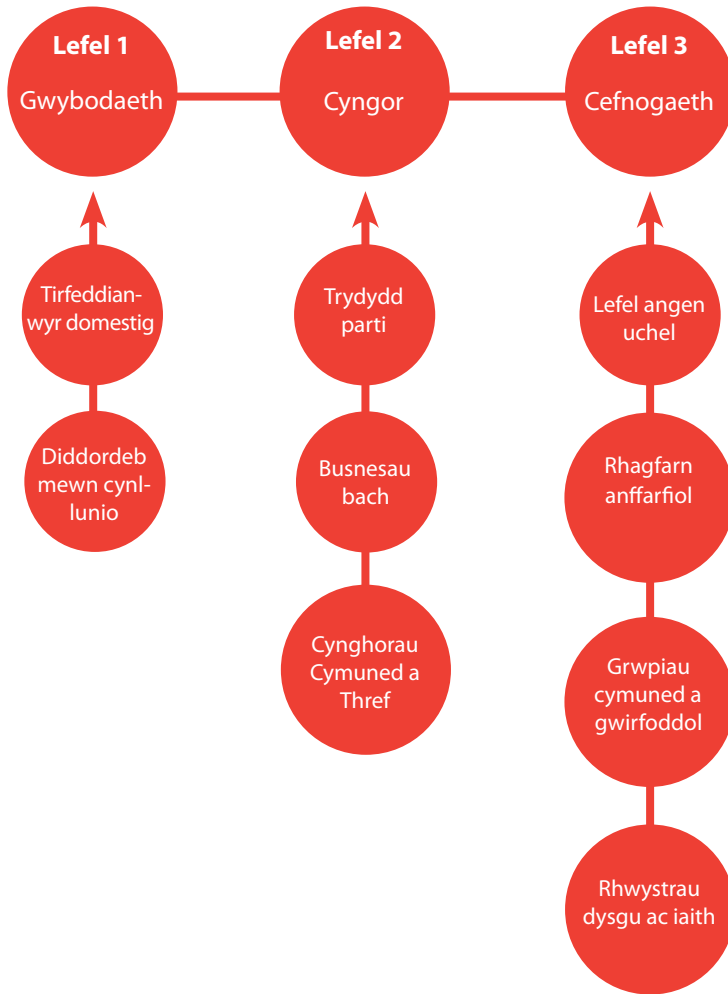 Lefel 1
Gwybodaeth
Lefel 2
Cyngor
Lefel 3
Cefnogaeth
Tirfeddian-
wyr domestig
Diddordeb
mewn cynl-
lunio
Trydydd
parti
Busnesau
bach
Cynghorau
Cymuned a
Thref
Lefel angen
uchel
Rhagfarn
anffarfiol
Grwpiau
cymuned a
gwirfoddol
Rhwystrau
dysgu ac iaith